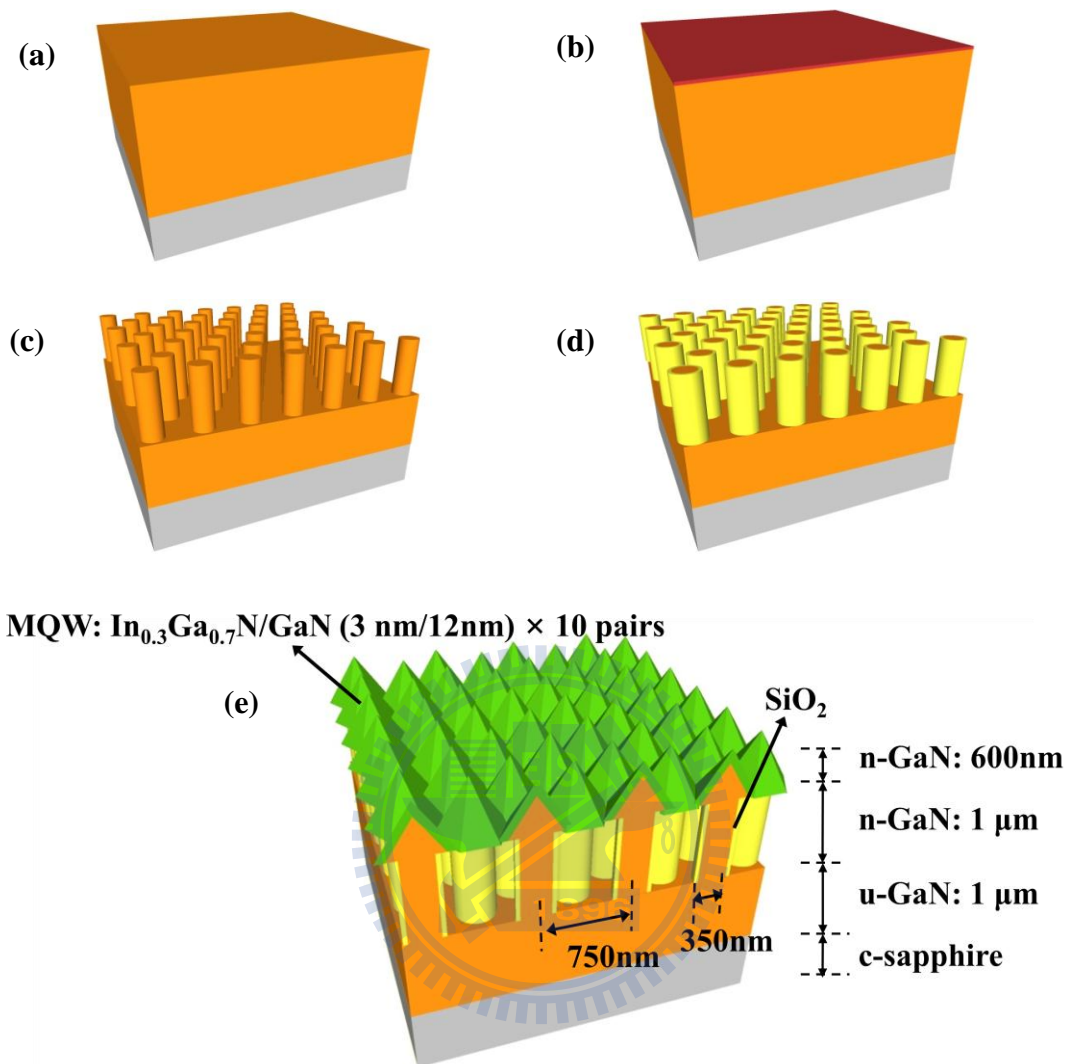 (a)
(b)
(c)
(d)
MQW: In₀.₃Ga₀.₇N/GaN (3 nm/12nm) × 10 pairs
(e)
SiO₂
n-GaN: 600nm
n-GaN: 1 μm
u-GaN: 1 μm
c-sapphire
750nm
350nm
1896